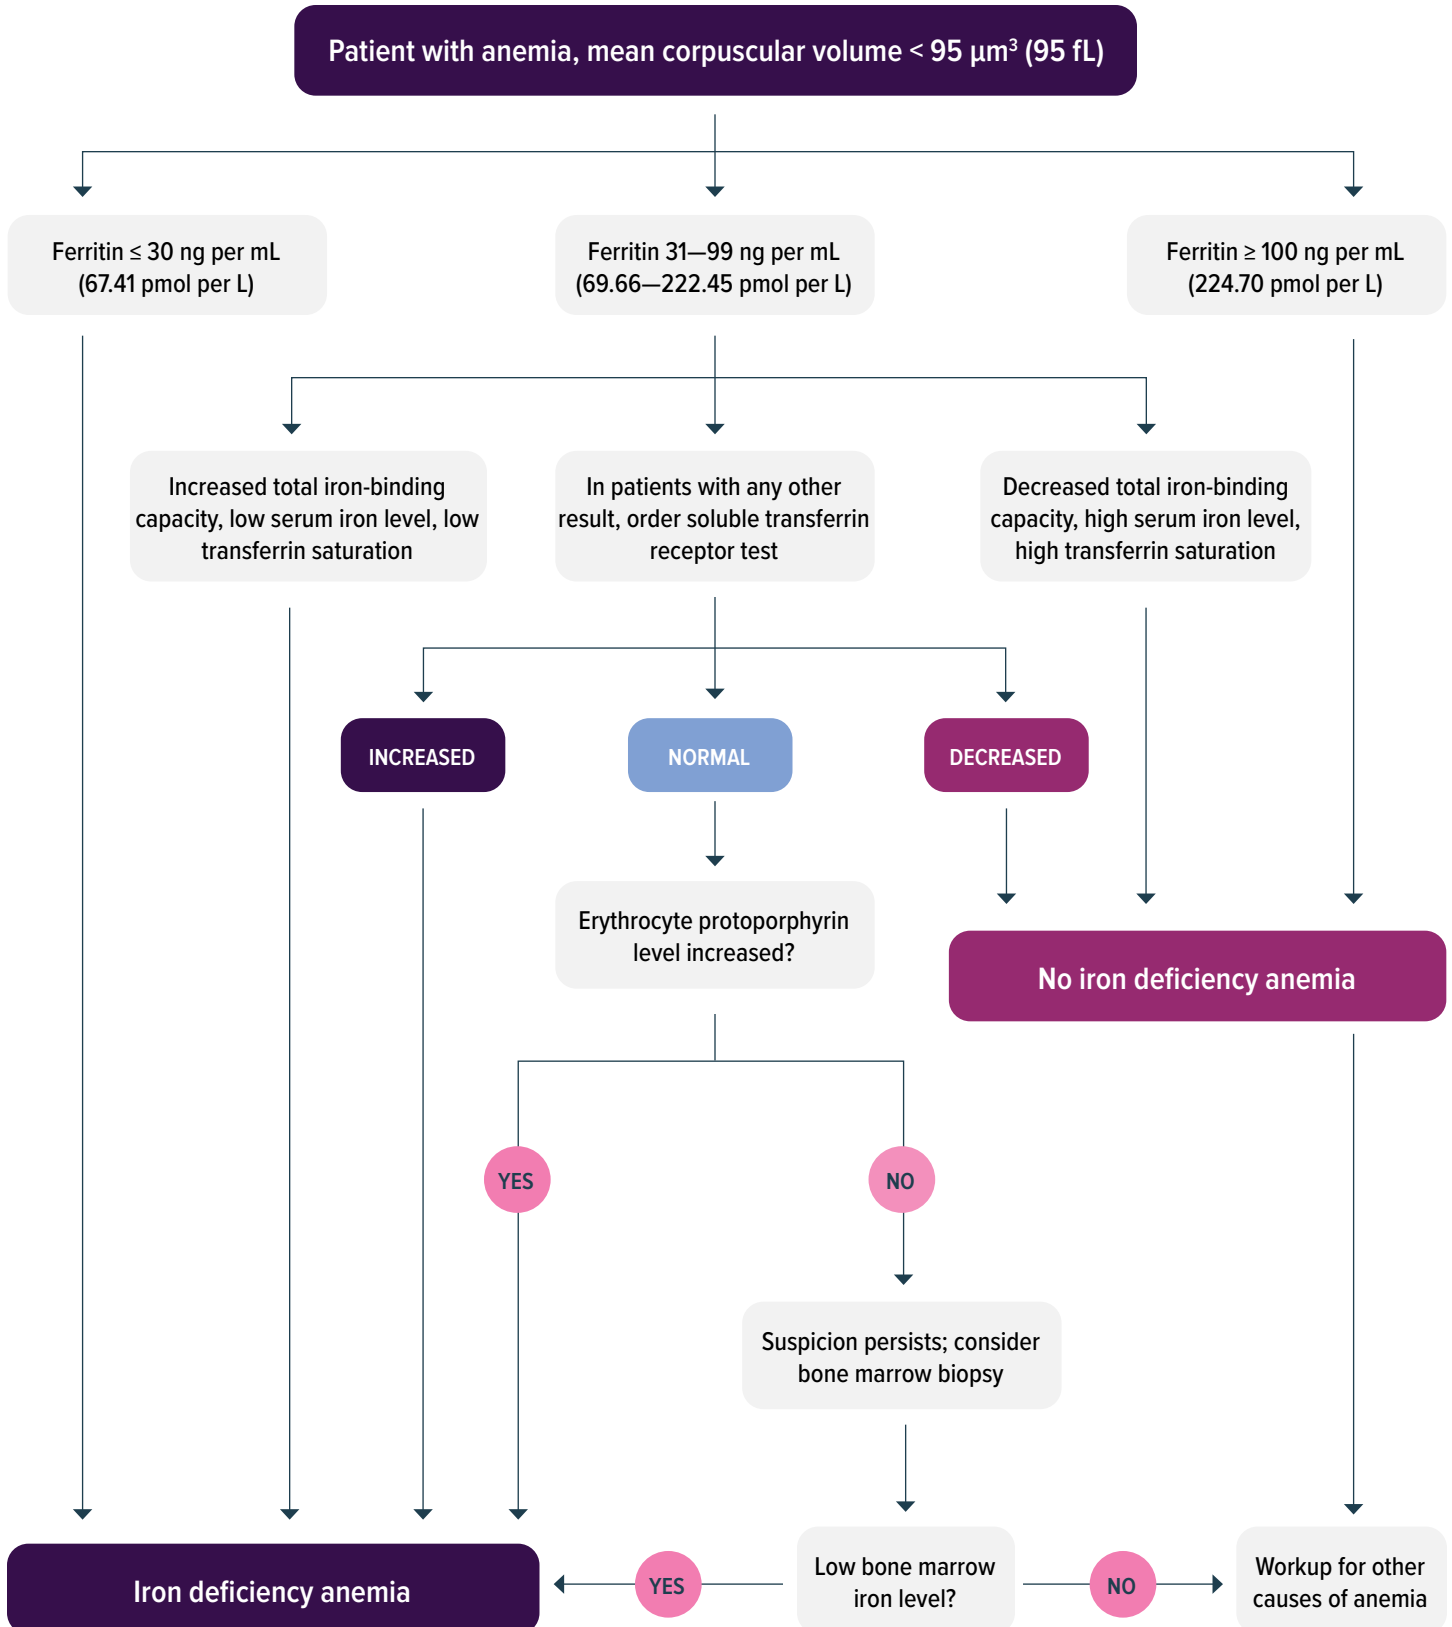 Patient with anemia, mean corpuscular volume < 95 µm³ (95 fL)
Ferritin ≤ 30 ng per mL
(67.41 pmol per L)
Ferritin 31—99 ng per mL
(69.66—222.45 pmol per L)
Ferritin ≥ 100 ng per mL
(224.70 pmol per L)
Increased total iron-binding
capacity, low serum iron level, low
transferrin saturation
In patients with any other
result, order soluble transferrin
receptor test
Decreased total iron-binding
capacity, high serum iron level,
high transferrin saturation
INCREASED
NORMAL
DECREASED
Erythrocyte protoporphyrin
level increased?
No iron deficiency anemia
YES
NO
Suspicion persists; consider
bone marrow biopsy
Iron deficiency anemia
YES
Low bone marrow
iron level?
NO
Workup for other
causes of anemia